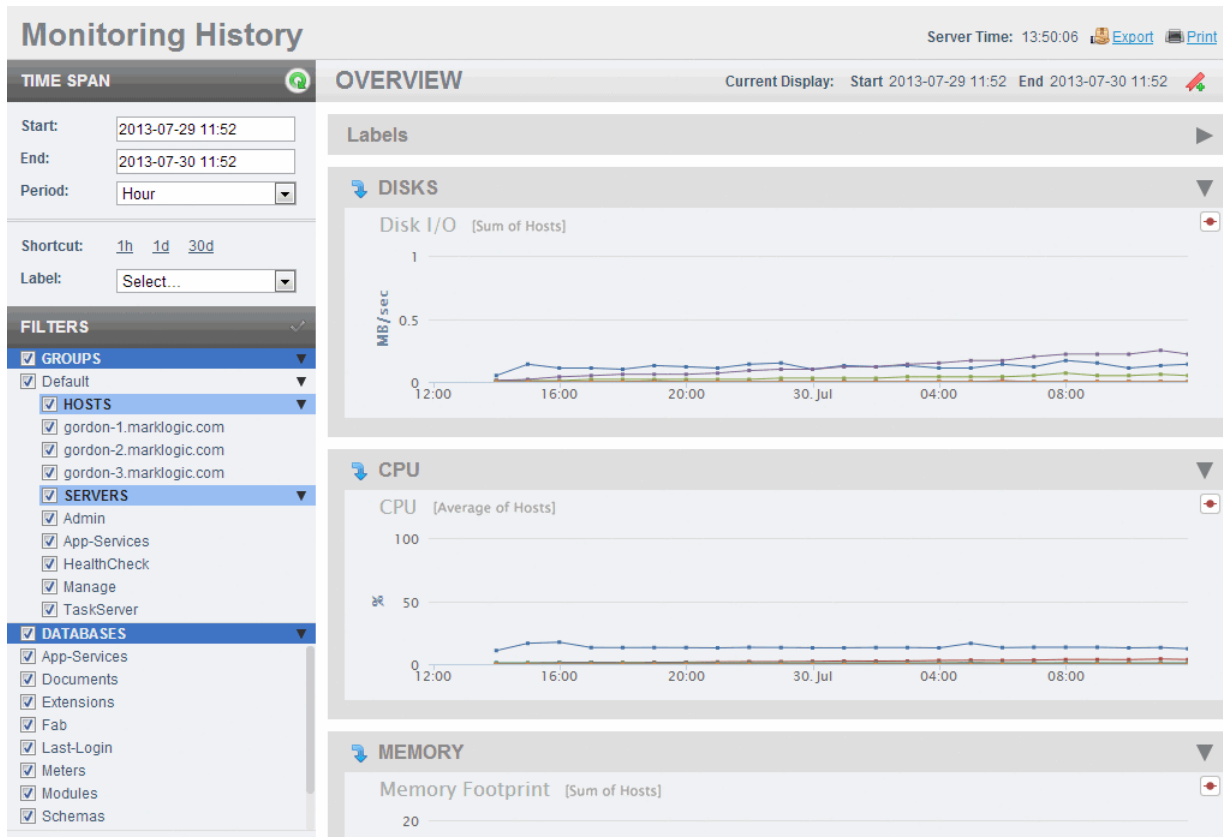 Monitoring History
Server Time: 13:50:06 Export Print
TIME SPAN
Start: 2013-07-29 11:52
End: 2013-07-30 11:52
Period: Hour
Shortcut: 1h 1d 30d
Label: Select...
FILTERS
GROUPS
Default
HOSTS
gordon-1.marklogic.com
gordon-2.marklogic.com
gordon-3.marklogic.com
SERVERS
Admin
App-Services
HealthCheck
Manage
TaskServer
DATABASES
App-Services
Documents
Extensions
Fab
Last-Login
Meters
Modules
Schemas
OVERVIEW
Current Display: Start 2013-07-29 11:52 End 2013-07-30 11:52
Labels
DISKS
Disk I/O [Sum of Hosts]
MB/sec
1
0.5
0
12:00 16:00 20:00 30. Jul 04:00 08:00
CPU
CPU [Average of Hosts]
%
100
50
0
12:00 16:00 20:00 30. Jul 04:00 08:00
MEMORY
Memory Footprint [Sum of Hosts]
20